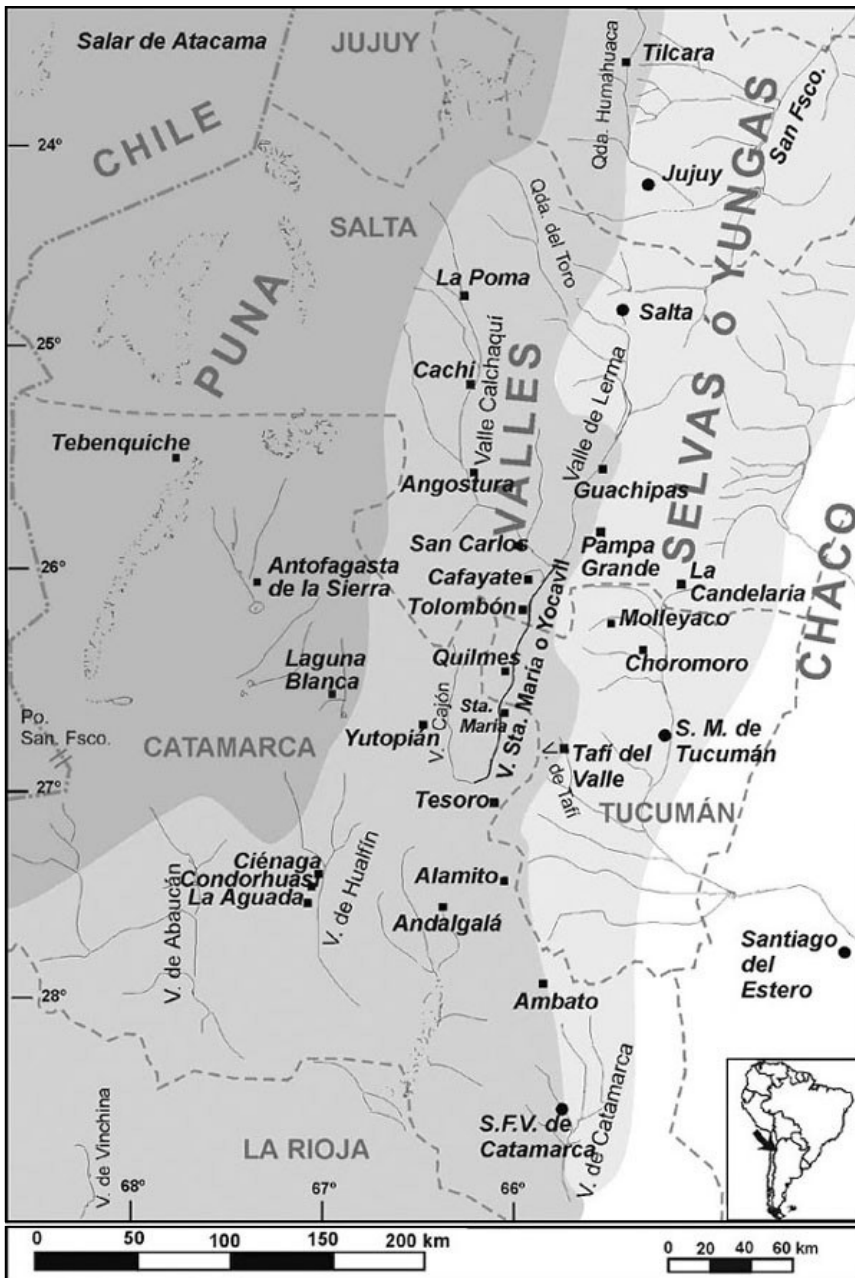 Salar de Atacama
JUJUY
Tilcara
CHILE
Qda. Humahuaca
San Fsco.
24°
Jujuy
SALTA
Qda. del Toro
SELVAS o YUNGAS
La Poma
PUNA
Salta
25°
Cachi
Valle Calchaquí
VALLES
Valle de Lerma
Tebenquiche
Angostura
Guachipas
CHACO
San Carlos
Pampa
Grande
26°
Antofagasta
de la Sierra
Cafayate
La
Candelaria
Tolombón
Molleyaco
Choromoro
Laguna
Blanca
Quilmes
V. Cajón
Sta.
María
V. Sta. María o Yocavil
Po.
San. Fsco.
Yutopián
S. M. de
Tucumán
CATAMARCA
Tafí del
Valle
V. de Tafí
27°
Tesoro
TUCUMÁN
Ciénaga
Condorhuasi
La Aguada
V. de Hualfín
V. de Abaucán
Alamito
Andalgalá
Santiago
del
Estero
28°
Ambato
S.F.V. de
Catamarca
V. de Catamarca
LA RIOJA
V. de Vinchina
68° 67° 66°
0 50 100 150 200 km
0 20 40 60 km